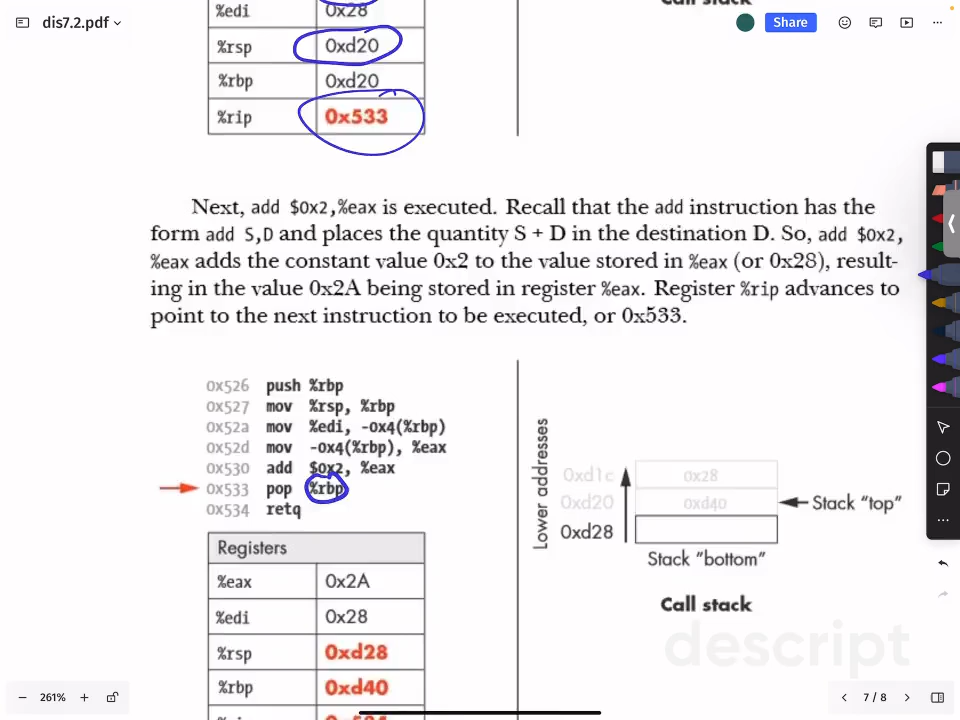 dis7.2.pdf
Share
%edi 0x28
%rsp 0xd20
%rbp 0xd20
%rip 0x533
Call stack
Next, add $0x2,%eax is executed. Recall that the add instruction has the
form add S,D and places the quantity S + D in the destination D. So, add $0x2,
%eax adds the constant value 0x2 to the value stored in %eax (or 0x28), result-
ing in the value 0x2A being stored in register %eax. Register %rip advances to
point to the next instruction to be executed, or 0x533.
0x526 push %rbp
0x527 mov %rsp, %rbp
0x52a mov %edi, -0x4(%rbp)
0x52d mov -0x4(%rbp), %eax
0x530 add $0x2, %eax
0x533 pop %rbp
0x534 retq
Registers
%eax 0x2A
%edi 0x28
%rsp 0xd28
%rbp 0xd40
Lower addresses
0xd1c 0x28
0xd20 0xd40
Stack “top”
0xd28
Stack “bottom”
Call stack
descript
261%
7 / 8